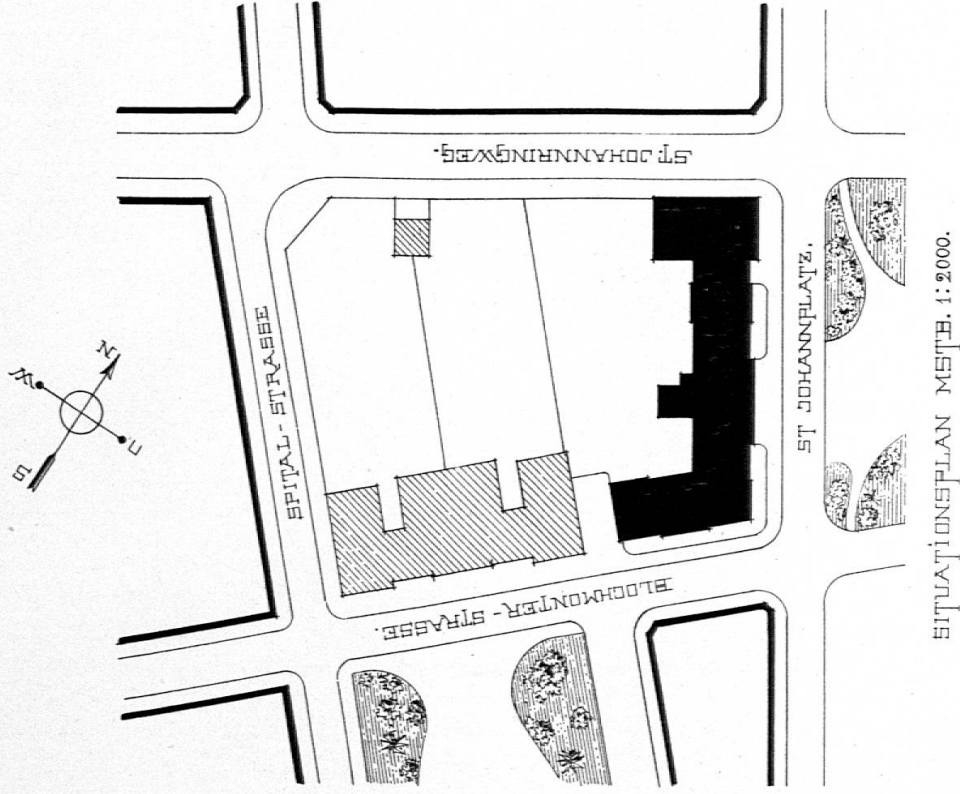 ST. JOHANNRINGWEG.
SPITAL-STRASSE
ST JOHANNPLATZ.
BLOCHMONTER-STRASSE.
N
W
S
SITUATIONSPLAN MSTB. 1:2000.